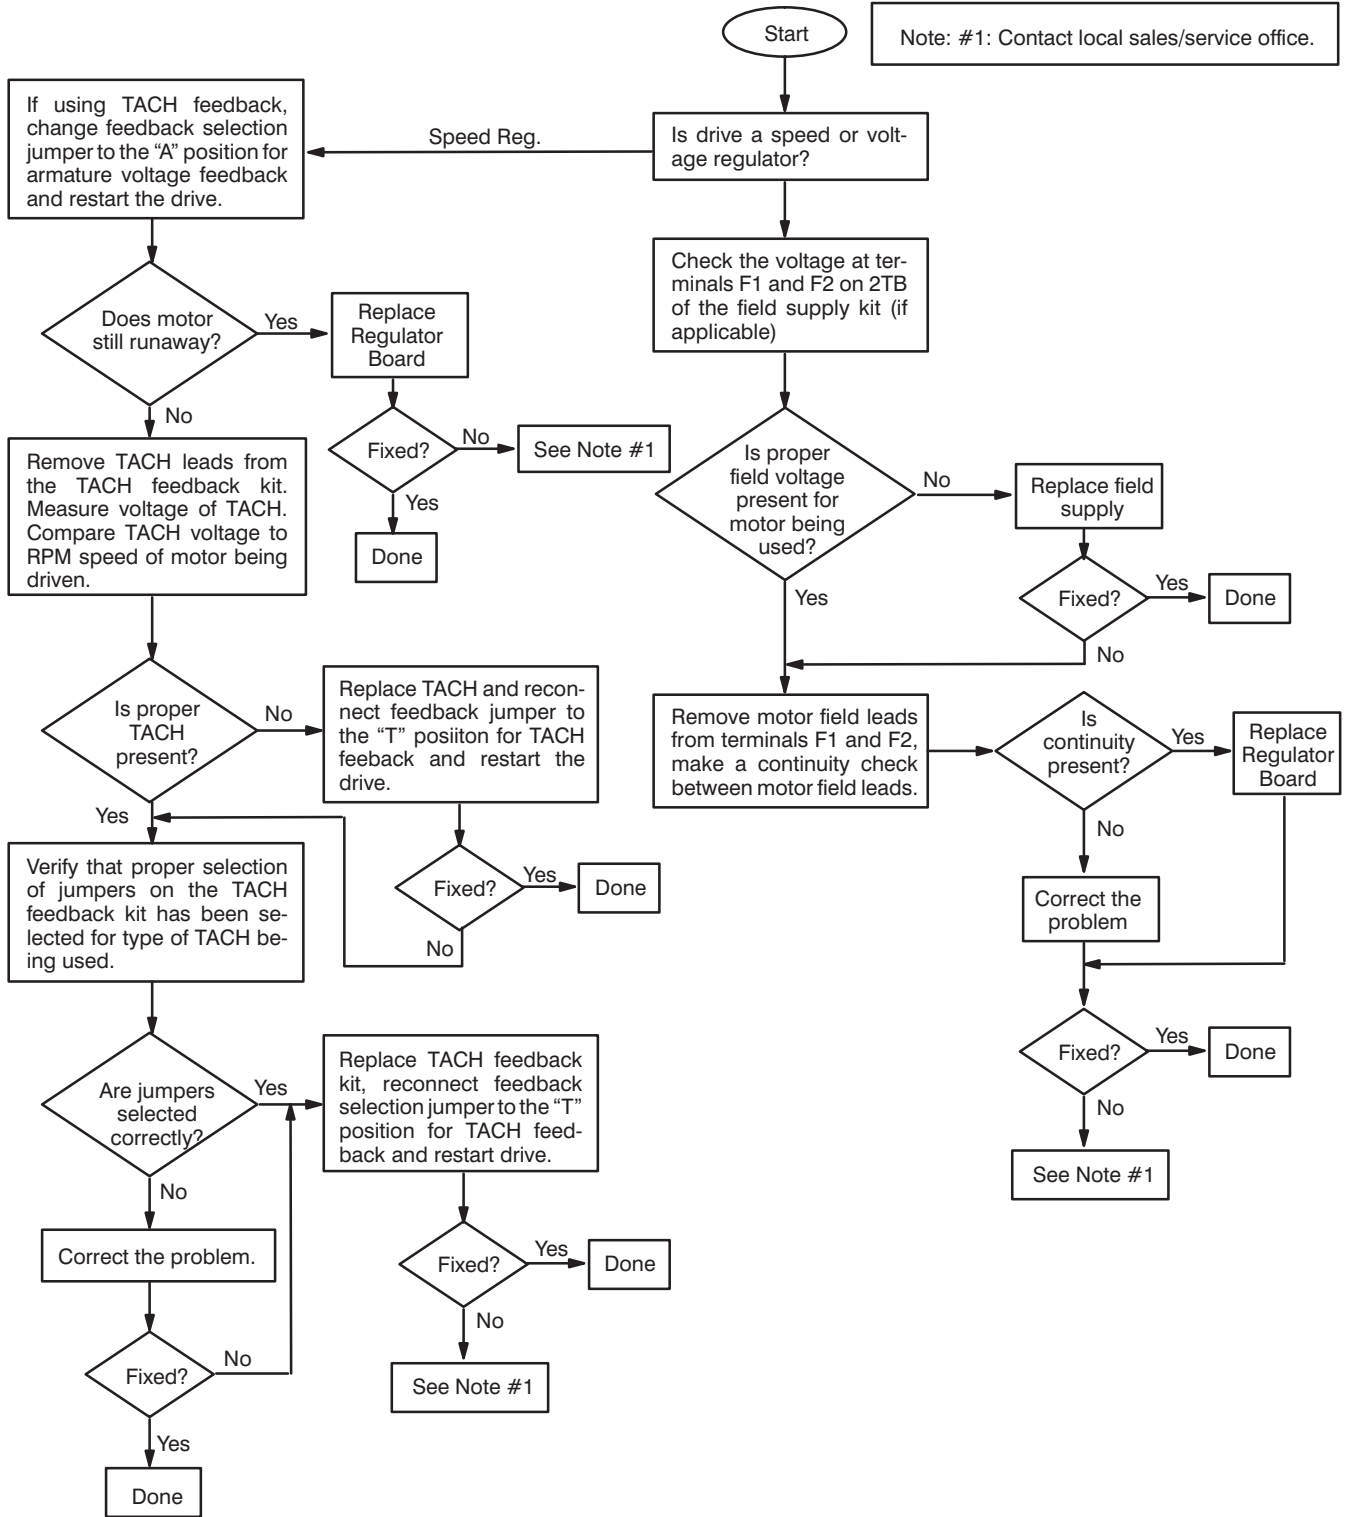 Start
Note: #1: Contact local sales/service office.
If using TACH feedback,
change feedback selection
jumper to the “A” position for
armature voltage feedback
and restart the drive.
Speed Reg.
Is drive a speed or volt-
age regulator?
Check the voltage at ter-
minals F1 and F2 on 2TB
of the field supply kit (if
applicable)
Does motor
still runaway?
Yes
Replace
Regulator
Board
No
Fixed?
No
See Note #1
Yes
Done
Is proper
field voltage
present for
motor being
used?
No
Replace field
supply
Yes
Fixed?
Yes
Done
No
Remove TACH leads from
the TACH feedback kit.
Measure voltage of TACH.
Compare TACH voltage to
RPM speed of motor being
driven.
Is proper
TACH
present?
No
Replace TACH and recon-
nect feedback jumper to
the “T” posiiton for TACH
feeback and restart the
drive.
Yes
Fixed?
Yes
Done
No
Remove motor field leads
from terminals F1 and F2,
make a continuity check
between motor field leads.
Is
continuity
present?
Yes
Replace
Regulator
Board
No
Correct the
problem
Fixed?
Yes
Done
No
See Note #1
Verify that proper selection
of jumpers on the TACH
feedback kit has been se-
lected for type of TACH be-
ing used.
Are jumpers
selected
correctly?
Yes
Replace TACH feedback
kit, reconnect feedback
selection jumper to the “T”
position for TACH feed-
back and restart drive.
No
Correct the problem.
Fixed?
No
Yes
Done
Fixed?
Yes
Done
No
See Note #1